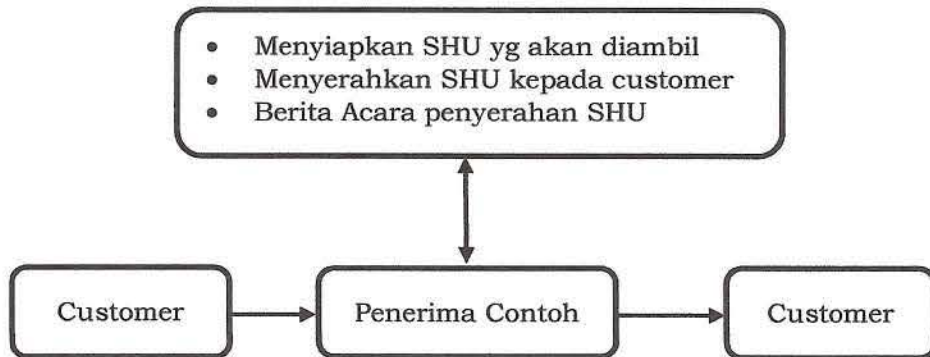 • Menyiapkan SHU yg akan diambil
• Menyerahkan SHU kepada customer
• Berita Acara penyerahan SHU
Customer
Penerima Contoh
Customer